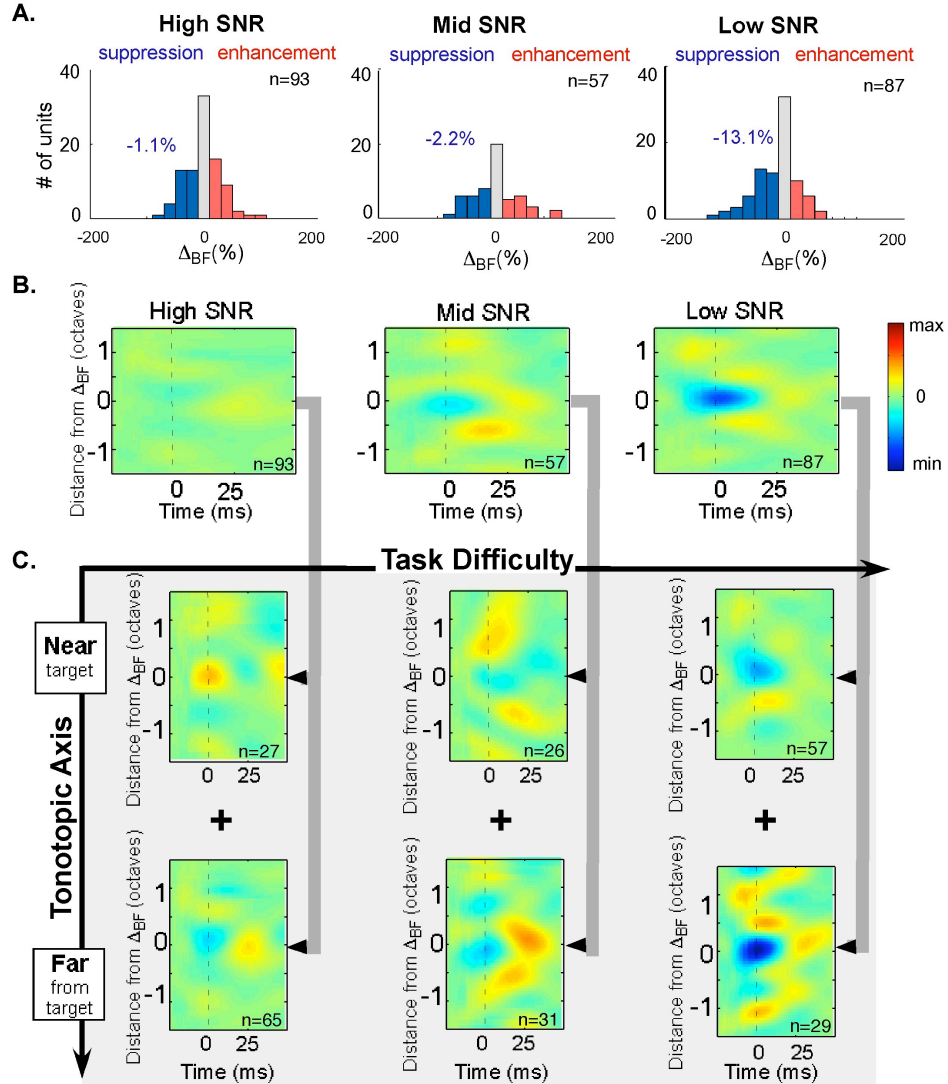 A.
High SNR
Mid SNR
Low SNR
suppression enhancement
suppression enhancement
suppression enhancement
# of units
40
20
0
n=93
-1.1%
-200 0 200
Δ_BF(%)
40
20
0
n=57
-2.2%
-200 0 200
Δ_BF(%)
40
20
0
n=87
-13.1%
-200 0 200
Δ_BF(%)
B.
High SNR
Mid SNR
Low SNR
Distance from Δ_BF (octaves)
1
0
-1
n=93
0 25
Time (ms)
1
0
-1
n=57
0 25
Time (ms)
1
0
-1
n=87
0 25
Time (ms)
max
0
min
C.
Task Difficulty
Tonotopic Axis
Near
target
Distance from Δ_BF (octaves)
1
0
-1
n=27
0 25
Distance from Δ_BF (octaves)
1
0
-1
n=26
0 25
Distance from Δ_BF (octaves)
1
0
-1
n=57
0 25
+
+
+
Far
from
target
Distance from Δ_BF (octaves)
1
0
-1
n=65
0 25
Time (ms)
Distance from Δ_BF (octaves)
1
0
-1
n=31
0 25
Time (ms)
Distance from Δ_BF (octaves)
1
0
-1
n=29
0 25
Time (ms)